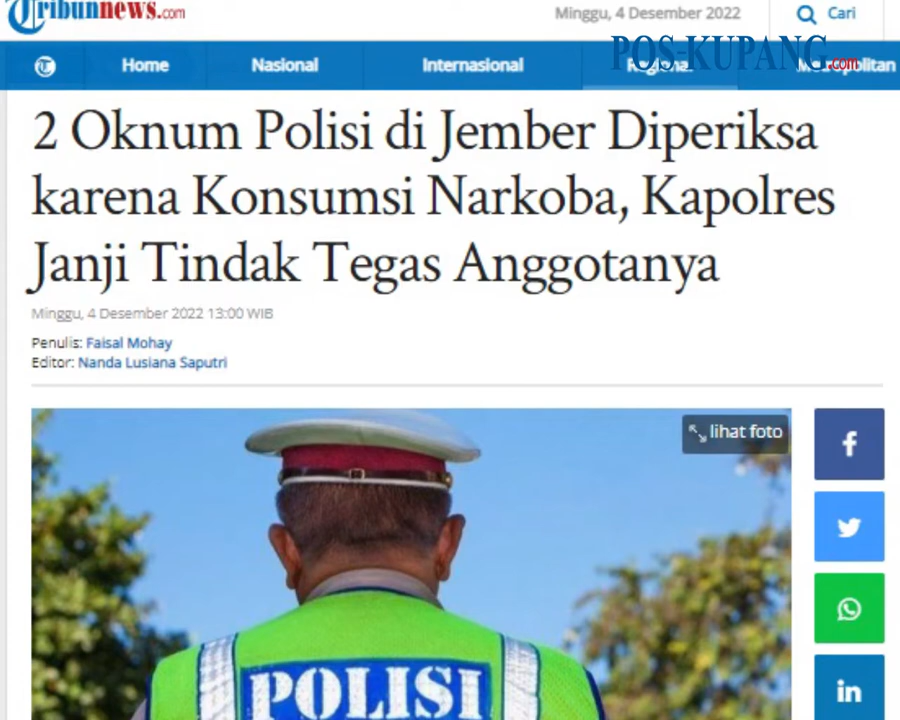 Tribunnews.com
Minggu, 4 Desember 2022
Cari
POS-KUPANG.com
Home Nasional Internasional Regional Metropolitan
2 Oknum Polisi di Jember Diperiksa
karena Konsumsi Narkoba, Kapolres
Janji Tindak Tegas Anggotanya
Minggu, 4 Desember 2022 13:00 WIB
Penulis: Faisal Mohay
Editor: Nanda Lusiana Saputri
lihat foto
POLISI